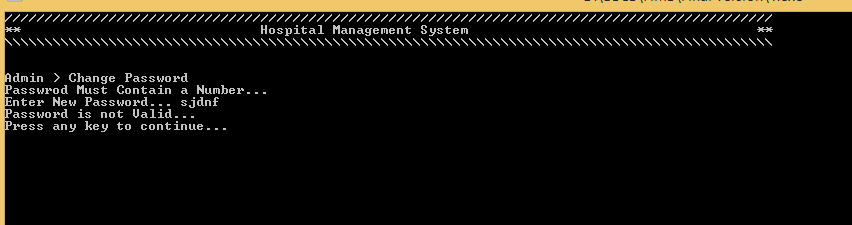 ////////////////////////////////////////////////////////////////////////////////////////////////
** Hospital Management System **
\\\\\\\\\\\\\\\\\\\\\\\\\\\\\\\\\\\\\\\\\\\\\\\\\\\\\\\\\\\\\\\\\\\\\\\\\\\\\\\\\\\\\\\\\\\\\\\\
Admin > Change Password
Passwrod Must Contain a Number...
Enter New Password... sjdnf
Password is not Valid...
Press any key to continue...